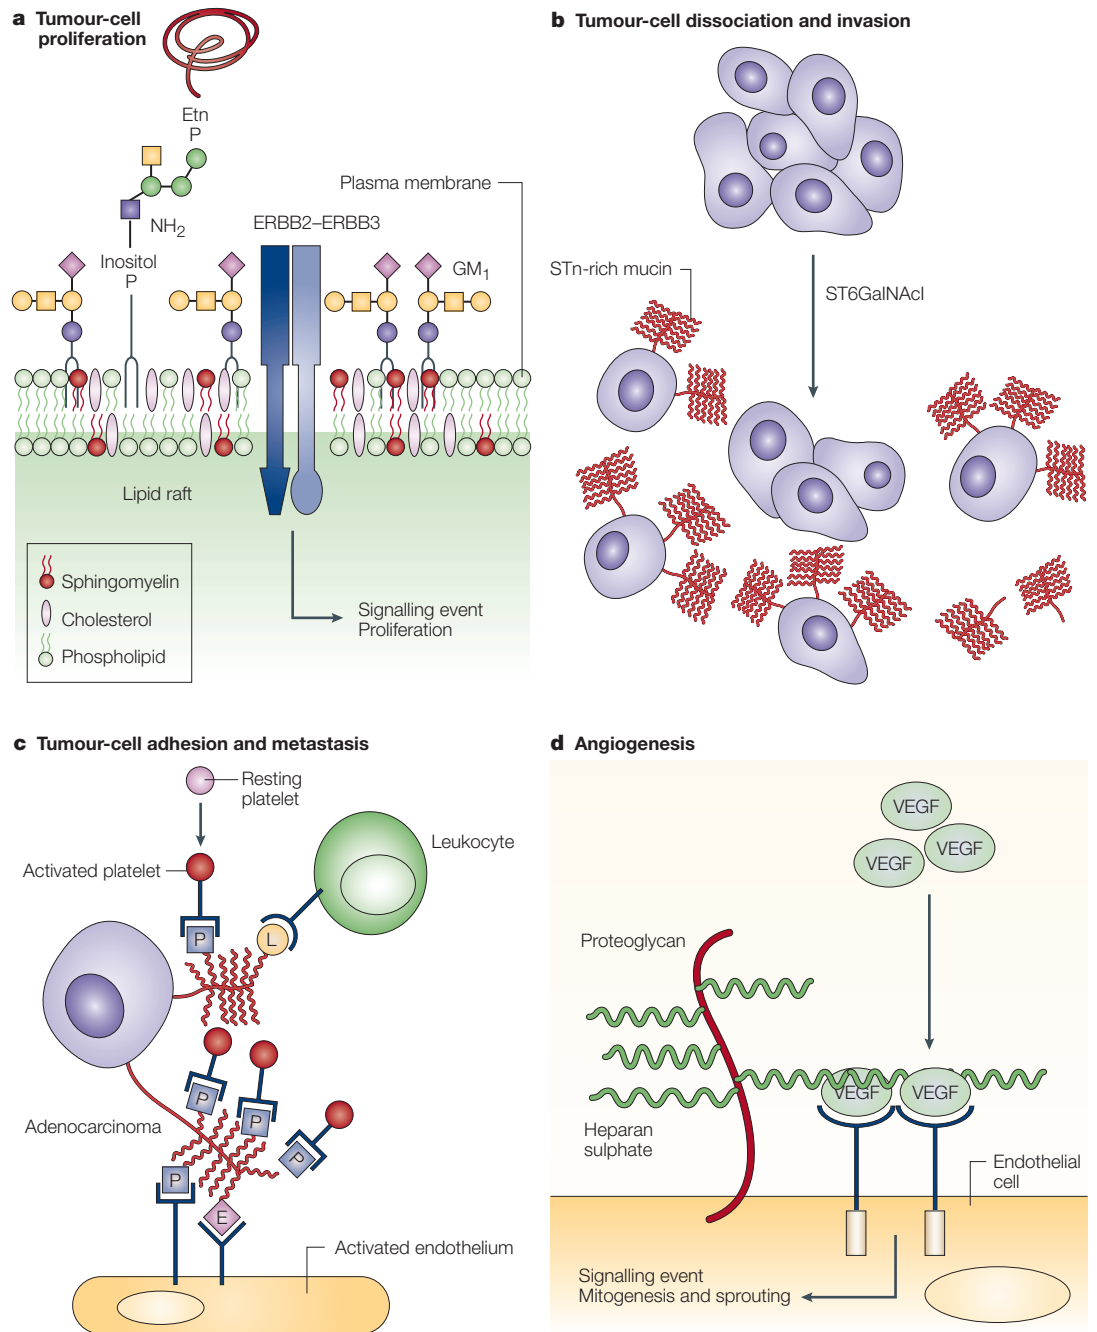 a Tumour-cell
proliferation
Etn
P
NH2
Inositol
P
Plasma membrane
ERBB2–ERBB3
GM1
Lipid raft
Sphingomyelin
Cholesterol
Phospholipid
Signalling event
Proliferation
b Tumour-cell dissociation and invasion
STn-rich mucin
ST6GalNAcI
c Tumour-cell adhesion and metastasis
Resting
platelet
Activated platelet
Leukocyte
P
L
P
P
Adenocarcinoma
P
P
E
Activated endothelium
d Angiogenesis
VEGF
VEGF
VEGF
Proteoglycan
VEGF
VEGF
Heparan
sulphate
Endothelial
cell
Signalling event
Mitogenesis and sprouting